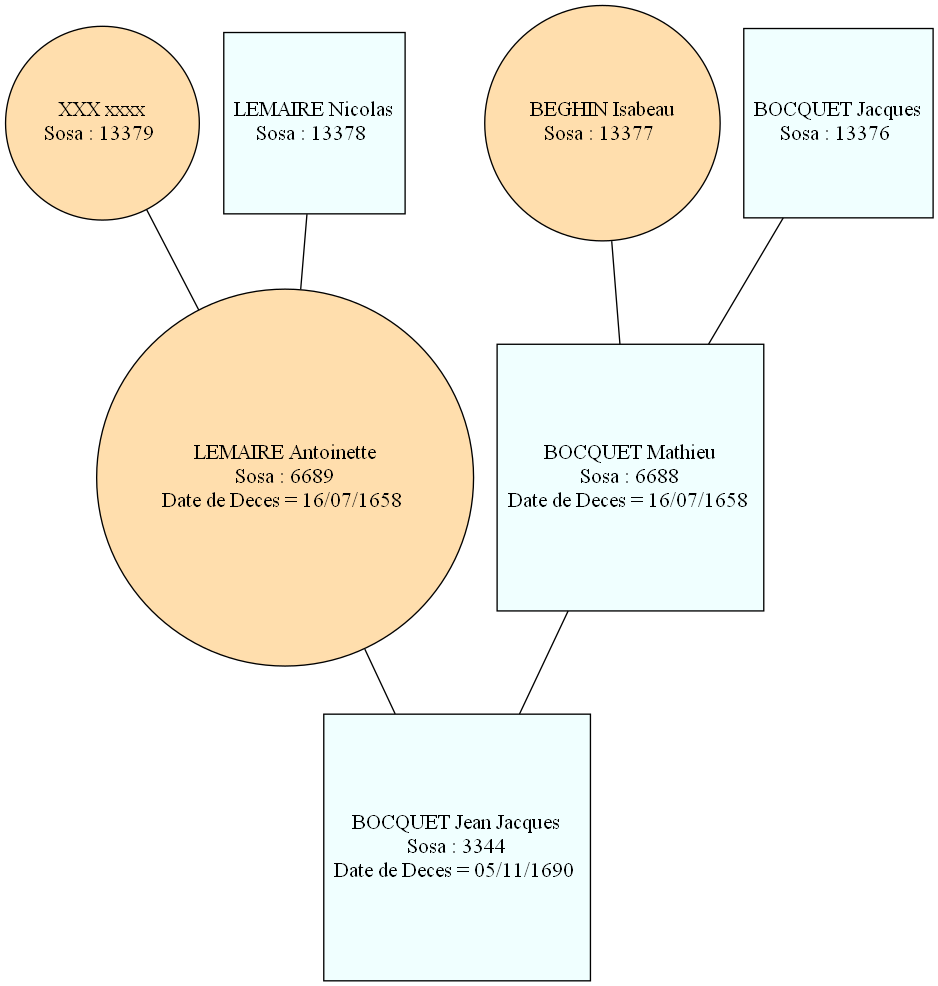 XXX xxxx
Sosa : 13379
LEMAIRE Nicolas
Sosa : 13378
BEGHIN Isabeau
Sosa : 13377
BOCQUET Jacques
Sosa : 13376
LEMAIRE Antoinette
Sosa : 6689
Date de Deces = 16/07/1658
BOCQUET Mathieu
Sosa : 6688
Date de Deces = 16/07/1658
BOCQUET Jean Jacques
Sosa : 3344
Date de Deces = 05/11/1690